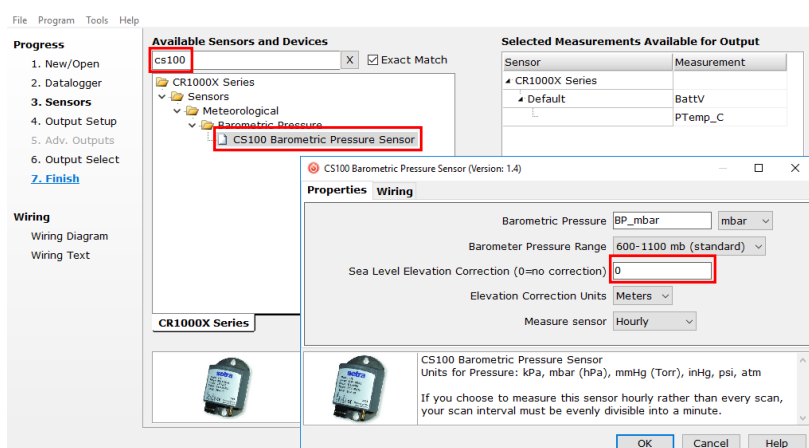 File Program Tools Help
Progress
1. New/Open
2. Datalogger
3. Sensors
4. Output Setup
5. Adv. Outputs
6. Output Select
7. Finish
Wiring
Wiring Diagram
Wiring Text
Available Sensors and Devices
cs100 X Exact Match
CR1000X Series
Sensors
Meteorological
Barometric Pressure
CS100 Barometric Pressure Sensor
CR1000X Series
Selected Measurements Available for Output
Sensor Measurement
CR1000X Series
Default BattV
PTemp_C
CS100 Barometric Pressure Sensor (Version: 1.4)
Properties Wiring
Barometric Pressure BP_mbar mbar
Barometer Pressure Range 600-1100 mb (standard)
Sea Level Elevation Correction (0=no correction) 0
Elevation Correction Units Meters
Measure sensor Hourly
setra
setra
CS100 Barometric Pressure Sensor
Units for Pressure: kPa, mbar (hPa), mmHg (Torr), inHg, psi, atm
If you choose to measure this sensor hourly rather than every scan,
your scan interval must be evenly divisible into a minute.
OK Cancel Help